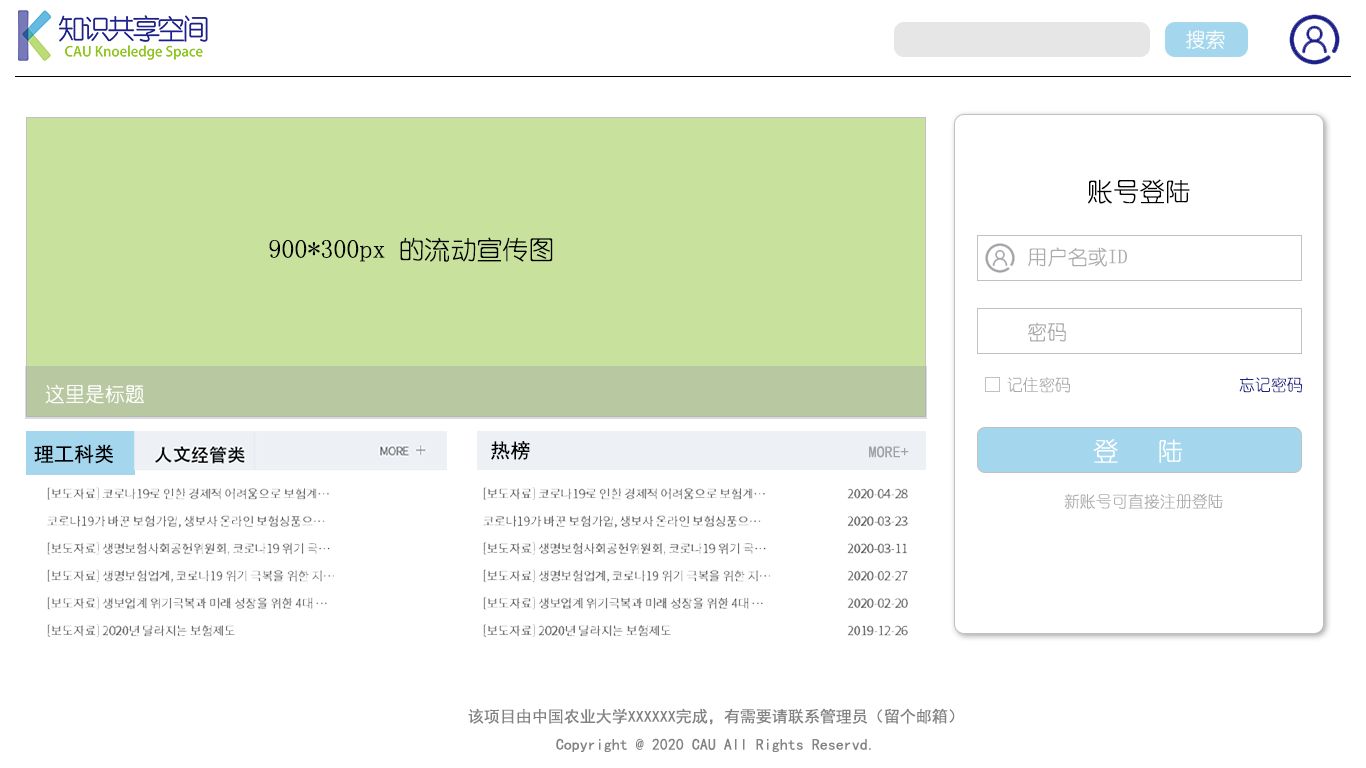 知识共享空间
CAU Knoeledge Space
搜索
900*300px 的流动宣传图
这里是标题
账号登陆
用户名或ID
密码
记住密码
忘记密码
登 陆
新账号可直接注册登陆
理工科类 人文经管类 MORE +
[보도자료] 코로나19로 인한 경제적 어려움으로 보험계…
코로나19가 바꾼 보험가입, 생보사 온라인 보험싱품으…
[보도자료] 생명보험사회공헌위원회, 코로나19 위기 극…
[보도자료] 생명보험업계, 코로나19 위기 극복을 위한 지…
[보도자료] 생보업계 위기극복과 미래 성장을 위한 4대 …
[보도자료] 2020년 달라지는 보험제도
热榜 MORE+
[보도자료] 코로나19로 인한 경제적 어려움으로 보험계… 2020-04-28
코로나19가 바꾼 보험가입, 생보사 온라인 보험싱품으… 2020-03-23
[보도자료] 생명보험사회공헌위원회, 코로나19 위기 극… 2020-03-11
[보도자료] 생명보험업계, 코로나19 위기 극복을 위한 지… 2020-02-27
[보도자료] 생보업계 위기극복과 미래 성장을 위한 4대 … 2020-02-20
[보도자료] 2020년 달라지는 보험제도 2019-12-26
该项目由中国农业大学XXXXXX完成，有需要请联系管理员（留个邮箱）
Copyright @ 2020 CAU All Rights Reservd.